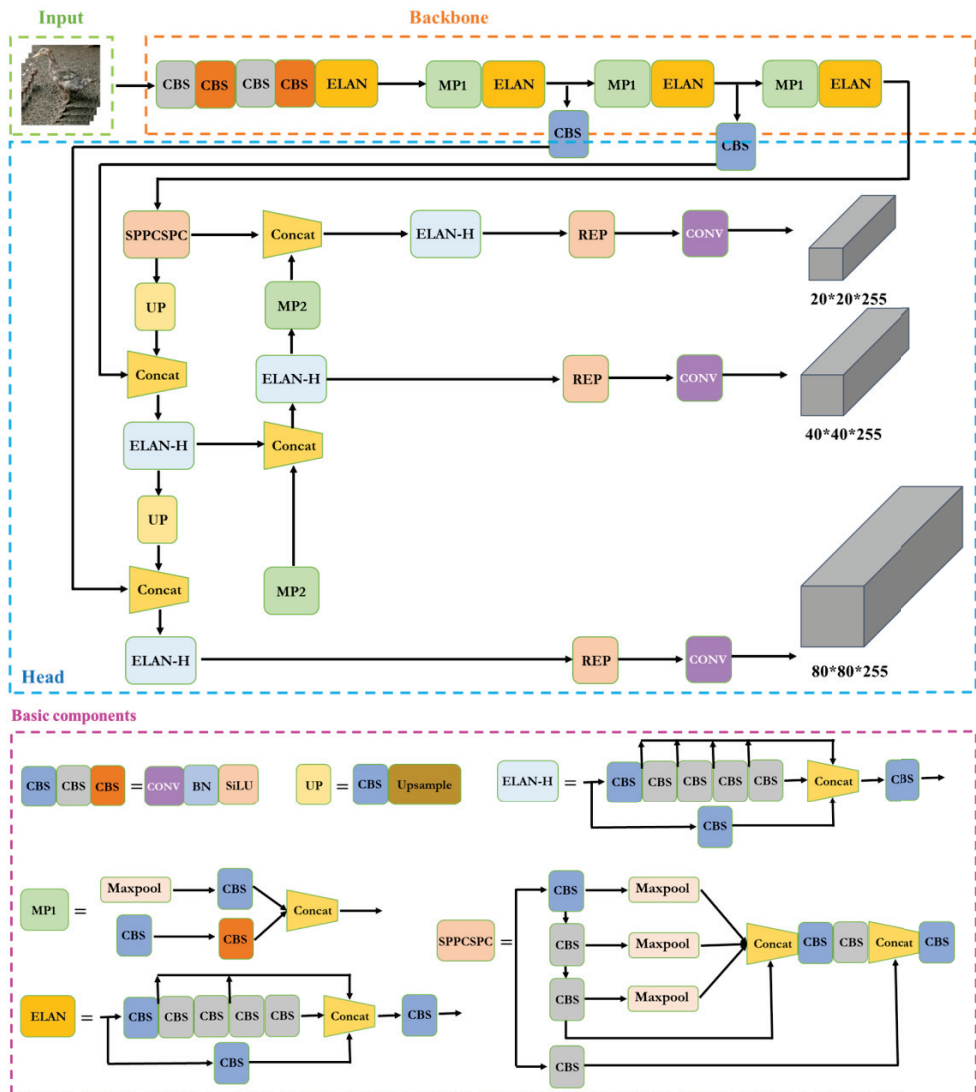 Input
Backbone
CBS CBS CBS CBS ELAN MP1 ELAN MP1 ELAN MP1 ELAN
CBS CBS
SPPCSPC Concat ELAN-H REP CONV
20*20*255
UP MP2
Concat ELAN-H REP CONV
40*40*255
ELAN-H Concat
UP
Concat MP2
ELAN-H REP CONV
80*80*255
Head
Basic components
CBS CBS CBS = CONV BN SiLU
UP = CBS Upsample
ELAN-H = CBS CBS CBS CBS CBS Concat CBS
CBS
MP1 = Maxpool CBS Concat
CBS CBS
SPPCSPC = CBS Maxpool
CBS Maxpool Concat CBS CBS Concat CBS
CBS Maxpool
CBS
ELAN = CBS CBS CBS CBS CBS Concat CBS
CBS